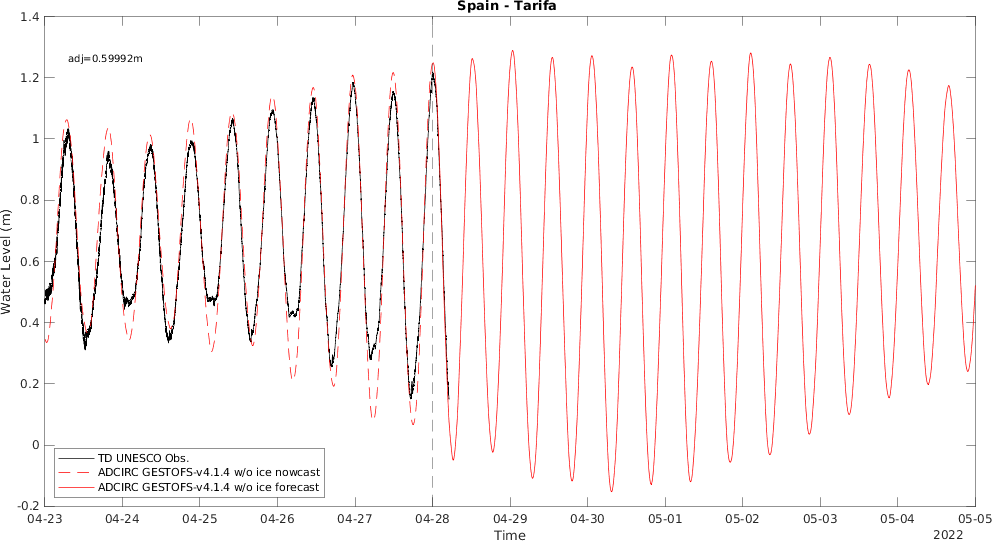 Spain - Tarifa
adj=0.59992m
1.4
1.2
1
0.8
0.6
0.4
0.2
0
-0.2
Water Level (m)
TD UNESCO Obs.
ADCIRC GESTOFS-v4.1.4 w/o ice nowcast
ADCIRC GESTOFS-v4.1.4 w/o ice forecast
04-23 04-24 04-25 04-26 04-27 04-28 04-29 04-30 05-01 05-02 05-03 05-04 05-05
Time
2022